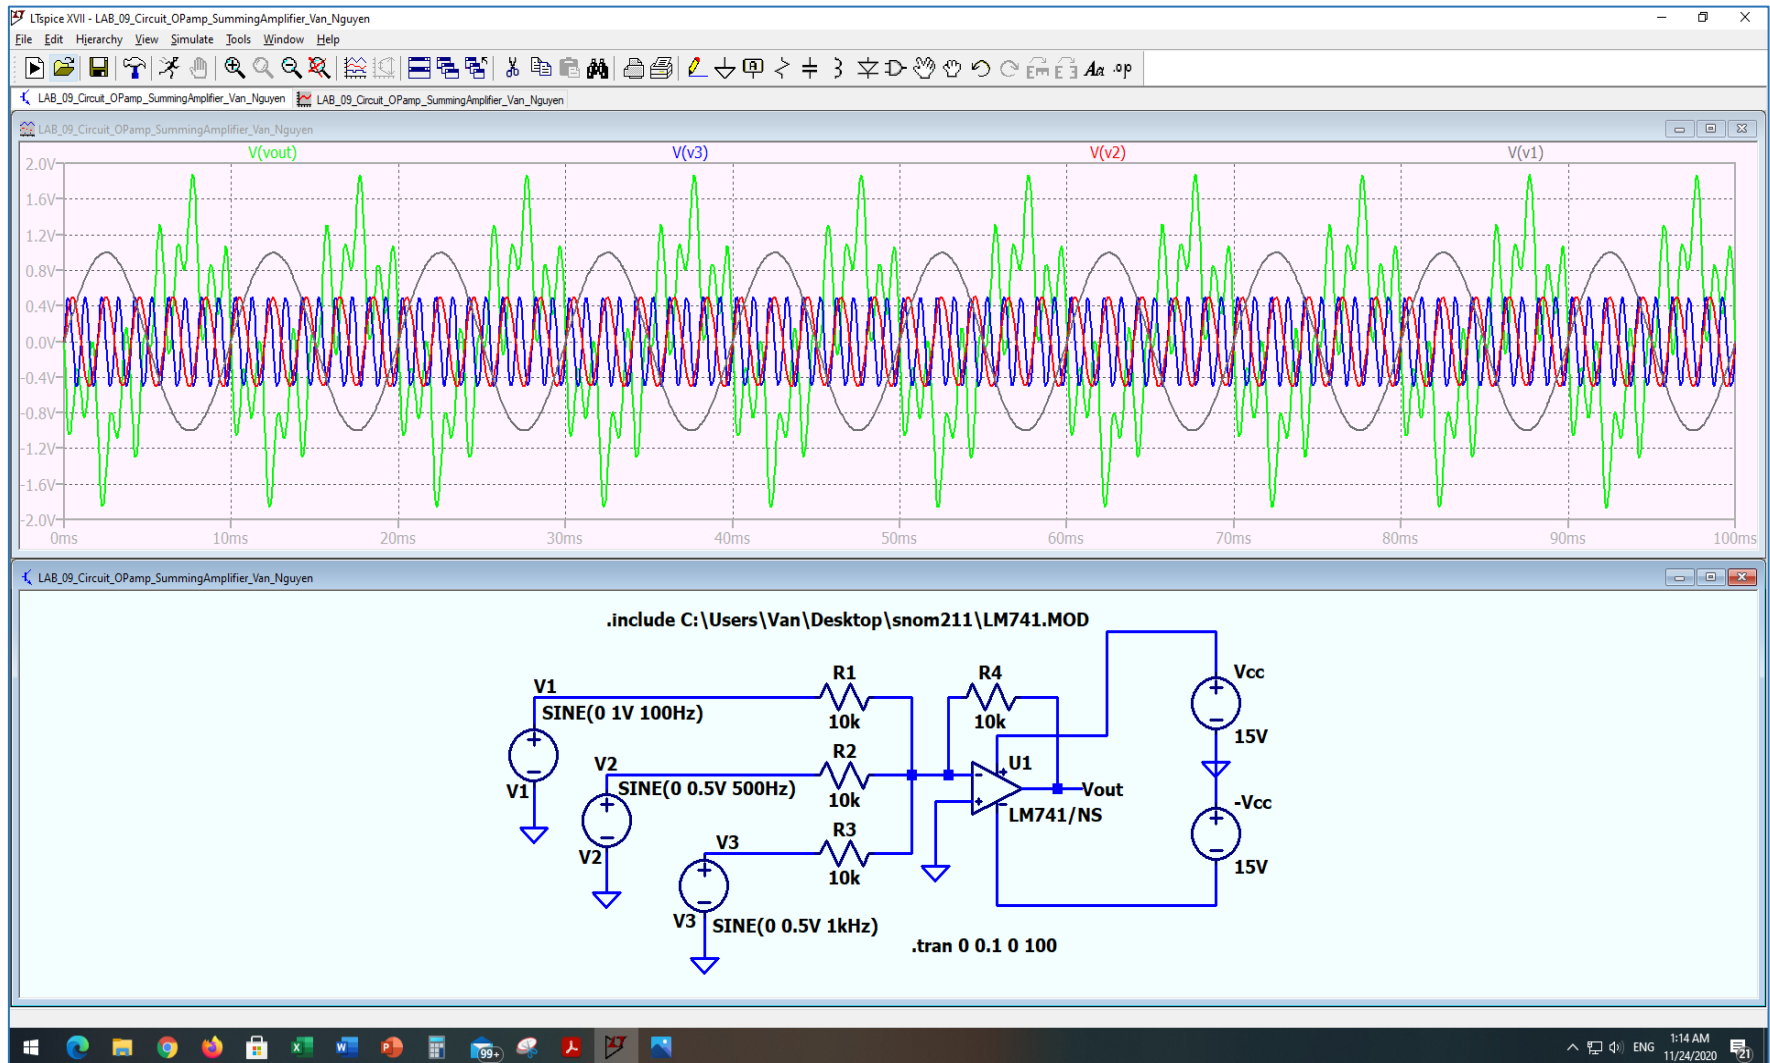 LTspice XVII - LAB_09_Circuit_OPamp_SummingAmplifier_Van_Nguyen
File Edit Hierarchy View Simulate Tools Window Help
Aa .op
LAB_09_Circuit_OPamp_SummingAmplifier_Van_Nguyen LAB_09_Circuit_OPamp_SummingAmplifier_Van_Nguyen
LAB_09_Circuit_OPamp_SummingAmplifier_Van_Nguyen
V(vout) V(v3) V(v2) V(v1)
2.0V
1.6V
1.2V
0.8V
0.4V
0.0V
-0.4V
-0.8V
-1.2V
-1.6V
-2.0V
0ms 10ms 20ms 30ms 40ms 50ms 60ms 70ms 80ms 90ms 100ms
LAB_09_Circuit_OPamp_SummingAmplifier_Van_Nguyen
.include C:\Users\Van\Desktop\snom211\LM741.MOD
V1 R1 R4 Vcc
SINE(0 1V 100Hz) 10k 10k
15V
V2 R2 U1
V1 SINE(0 0.5V 500Hz) 10k Vout
-Vcc
LM741/NS
V3 R3
V2 10k 15V
V3 SINE(0 0.5V 1kHz)
.tran 0 0.1 0 100
99+ ENG 1:14 AM
11/24/2020 21